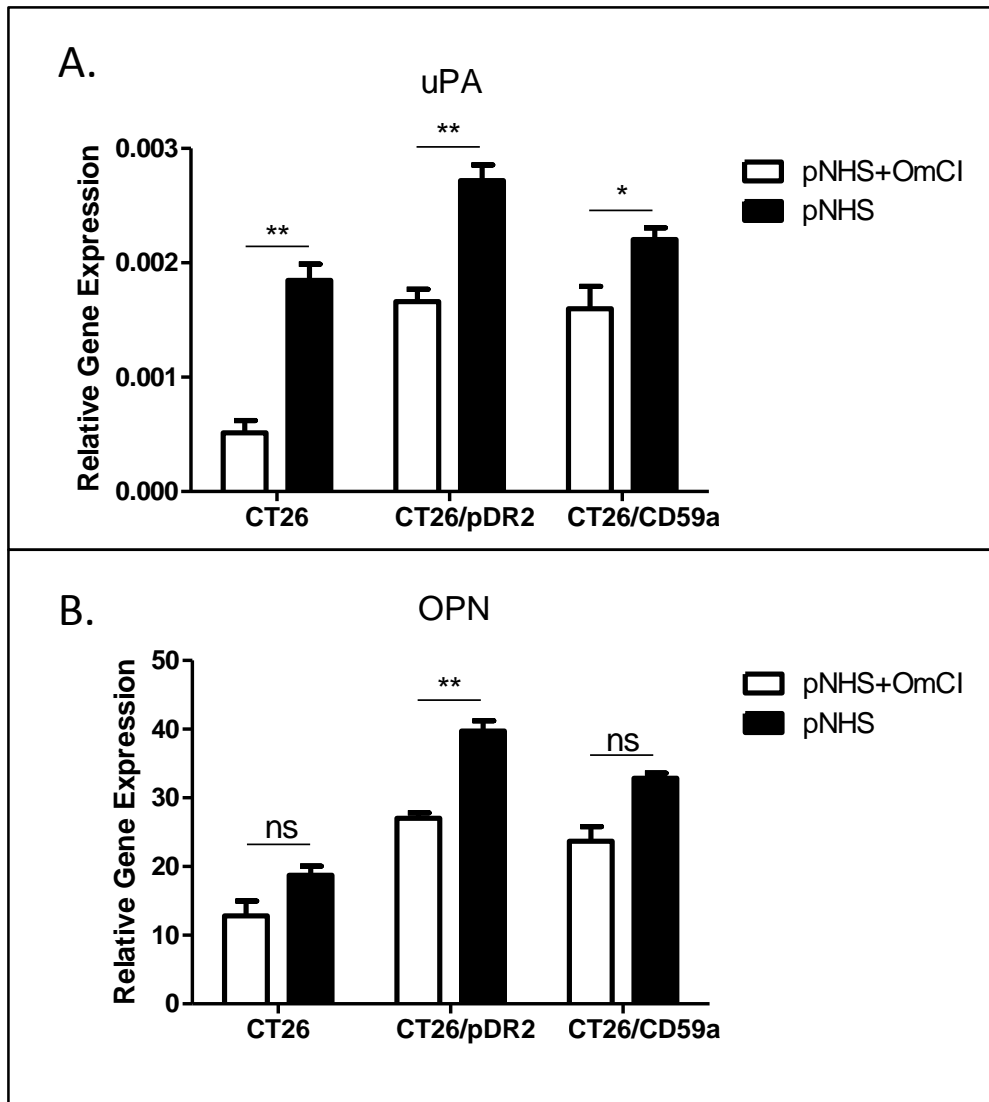 A.
uPA
Relative Gene Expression
0.003
0.002
0.001
0.000
**
**
*
pNHS+OmCI
pNHS
CT26
CT26/pDR2
CT26/CD59a
B.
OPN
Relative Gene Expression
50
40
30
20
10
0
ns
**
ns
pNHS+OmCI
pNHS
CT26
CT26/pDR2
CT26/CD59a